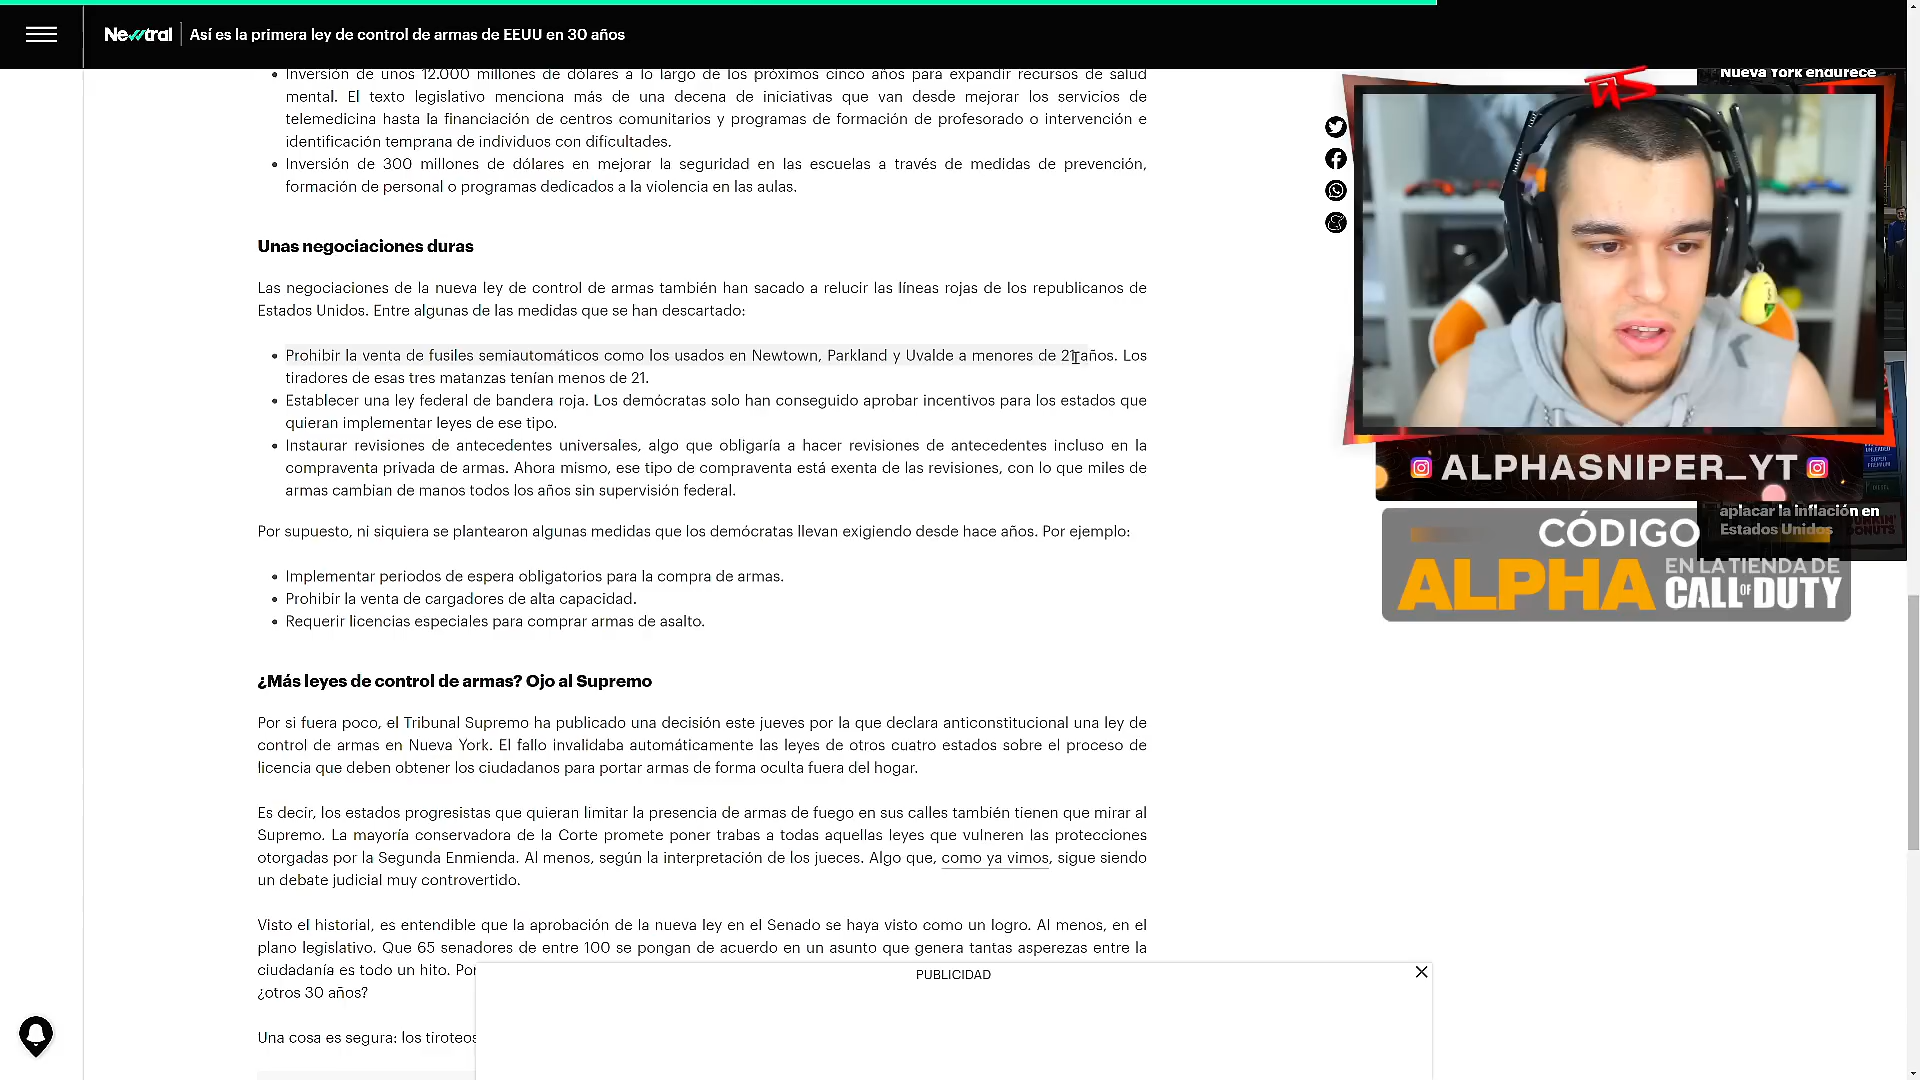 Newtral
Así es la primera ley de control de armas de EEUU en 30 años
Inversión de unos 12.000 millones de dólares a lo largo de los próximos cinco años para expandir recursos de salud
mental. El texto legislativo menciona más de una decena de iniciativas que van desde mejorar los servicios de
telemedicina hasta la financiación de centros comunitarios y programas de formación de profesorado o intervención e
identificación temprana de individuos con dificultades.
Inversión de 300 millones de dólares en mejorar la seguridad en las escuelas a través de medidas de prevención,
formación de personal o programas dedicados a la violencia en las aulas.
Unas negociaciones duras
Las negociaciones de la nueva ley de control de armas también han sacado a relucir las líneas rojas de los republicanos de
Estados Unidos. Entre algunas de las medidas que se han descartado:
Prohibir la venta de fusiles semiautomáticos como los usados en Newtown, Parkland y Uvalde a menores de 21 años. Los
tiradores de esas tres matanzas tenían menos de 21.
Establecer una ley federal de bandera roja. Los demócratas solo han conseguido aprobar incentivos para los estados que
quieran implementar leyes de ese tipo.
Instaurar revisiones de antecedentes universales, algo que obligaría a hacer revisiones de antecedentes incluso en la
compraventa privada de armas. Ahora mismo, ese tipo de compraventa está exenta de las revisiones, con lo que miles de
armas cambian de manos todos los años sin supervisión federal.
Por supuesto, ni siquiera se plantearon algunas medidas que los demócratas llevan exigiendo desde hace años. Por ejemplo:
Implementar periodos de espera obligatorios para la compra de armas.
Prohibir la venta de cargadores de alta capacidad.
Requerir licencias especiales para comprar armas de asalto.
¿Más leyes de control de armas? Ojo al Supremo
Por si fuera poco, el Tribunal Supremo ha publicado una decisión este jueves por la que declara anticonstitucional una ley de
control de armas en Nueva York. El fallo invalidaba automáticamente las leyes de otros cuatro estados sobre el proceso de
licencia que deben obtener los ciudadanos para portar armas de forma oculta fuera del hogar.
Es decir, los estados progresistas que quieran limitar la presencia de armas de fuego en sus calles también tienen que mirar al
Supremo. La mayoría conservadora de la Corte promete poner trabas a todas aquellas leyes que vulneren las protecciones
otorgadas por la Segunda Enmienda. Al menos, según la interpretación de los jueces. Algo que, como ya vimos, sigue siendo
un debate judicial muy controvertido.
Visto el historial, es entendible que la aprobación de la nueva ley en el Senado se haya visto como un logro. Al menos, en el
plano legislativo. Que 65 senadores de entre 100 se pongan de acuerdo en un asunto que genera tantas asperezas entre la
ciudadanía es todo un hito. Por
¿otros 30 años?
Una cosa es segura: los tiroteos
PUBLICIDAD
Nueva York endurece
ALPHASNIPER_YT
aplacar la inflación en
Estados Unidos
CÓDIGO
ALPHA
EN LA TIENDA DE
CALL OF DUTY